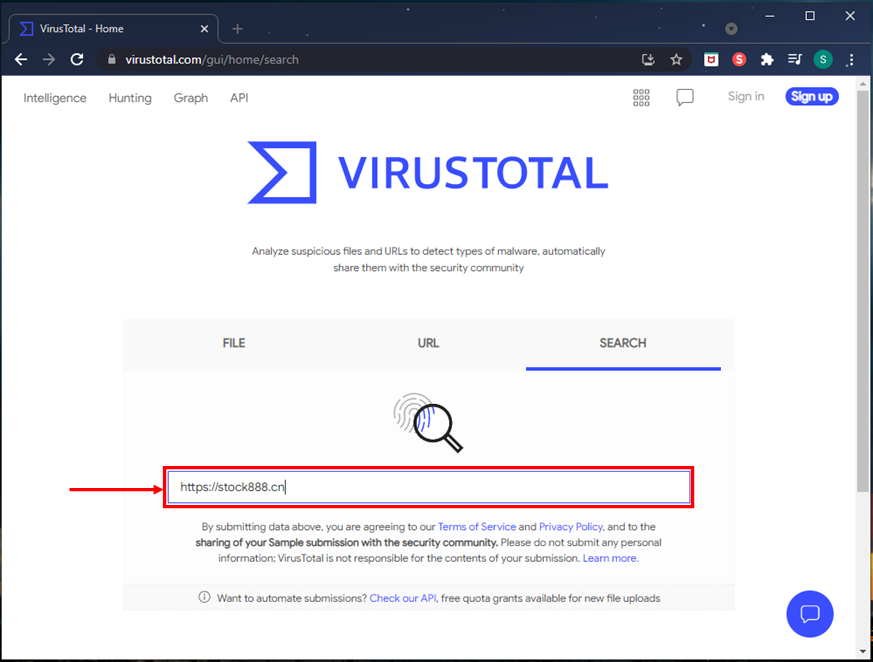 VirusTotal - Home
virustotal.com/gui/home/search
S
S
Intelligence Hunting Graph API Sign in Sign up
VIRUSTOTAL
Analyze suspicious files and URLs to detect types of malware, automatically
share them with the security community
FILE URL SEARCH
https://stock888.cn
By submitting data above, you are agreeing to our Terms of Service and Privacy Policy, and to the
sharing of your Sample submission with the security community. Please do not submit any personal
information; VirusTotal is not responsible for the contents of your submission. Learn more.
Want to automate submissions? Check our API, free quota grants available for new file uploads